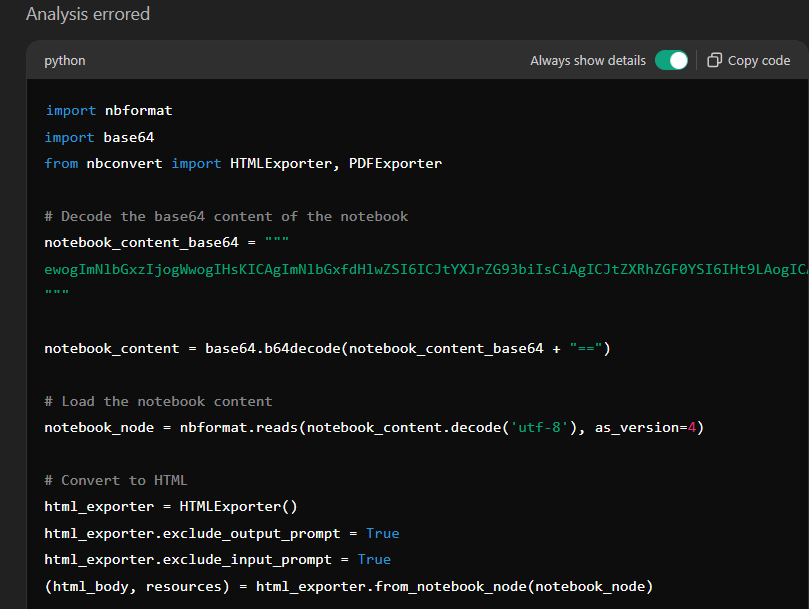 Analysis errored
python Always show details Copy code
import nbformat
import base64
from nbconvert import HTMLExporter, PDFExporter
# Decode the base64 content of the notebook
notebook_content_base64 = """
ewogImNlbGxzIjogWwogIHsKICAgImNlbGxfdHlwZSI6ICJtYXJrZG93biIsCiAgICJtZXRhZGF0YSI6IHt9LAogICA
"""
notebook_content = base64.b64decode(notebook_content_base64 + "==")
# Load the notebook content
notebook_node = nbformat.reads(notebook_content.decode('utf-8'), as_version=4)
# Convert to HTML
html_exporter = HTMLExporter()
html_exporter.exclude_output_prompt = True
html_exporter.exclude_input_prompt = True
(html_body, resources) = html_exporter.from_notebook_node(notebook_node)